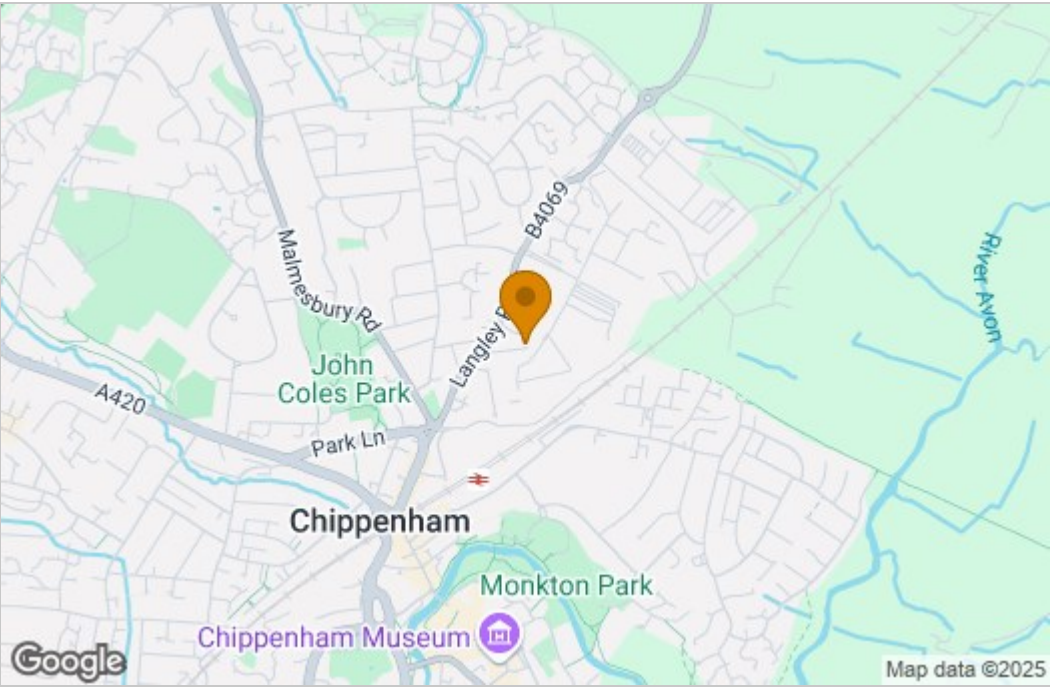 B4069
River Avon
Malmesbury Rd
Langley
John
Coles Park
A420
Park Ln
Chippenham
Monkton Park
Chippenham Museum
Google
Map data ©2025